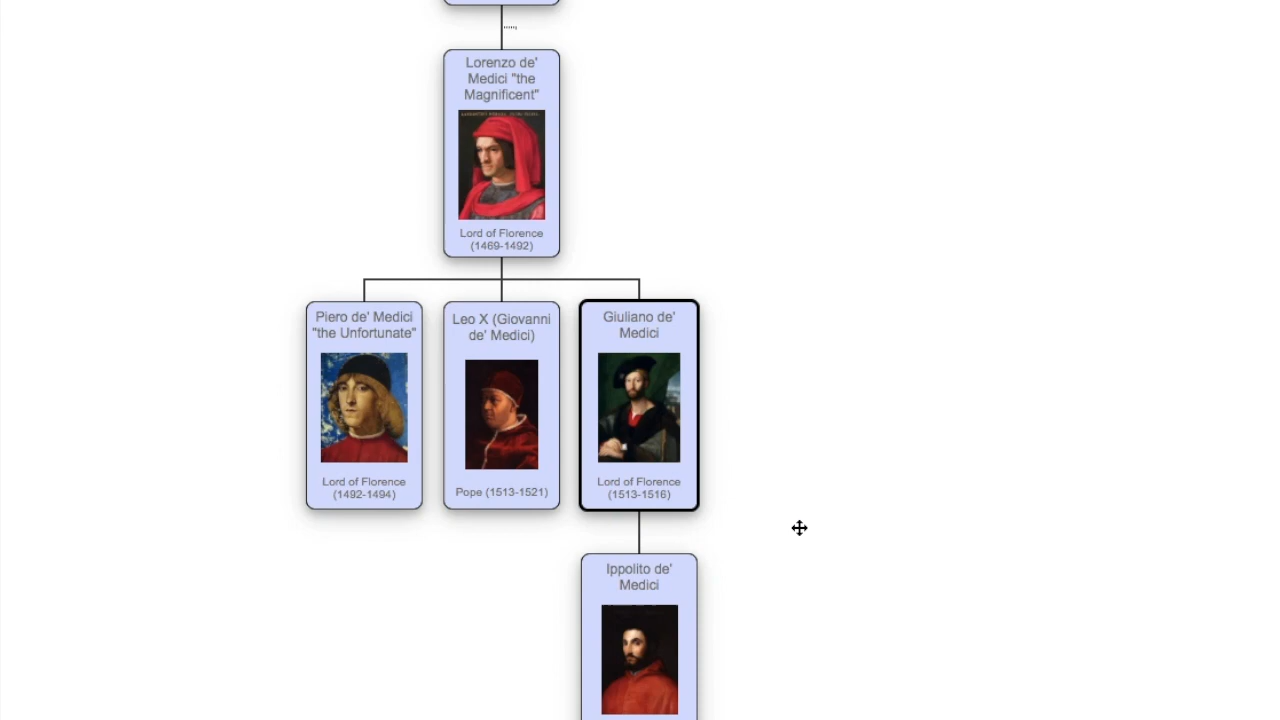 Lorenzo de'
Medici "the
Magnificent"
Lord of Florence
(1469-1492)
Piero de' Medici
"the Unfortunate"
Lord of Florence
(1492-1494)
Leo X (Giovanni
de' Medici)
Pope (1513-1521)
Giuliano de'
Medici
Lord of Florence
(1513-1516)
Ippolito de'
Medici